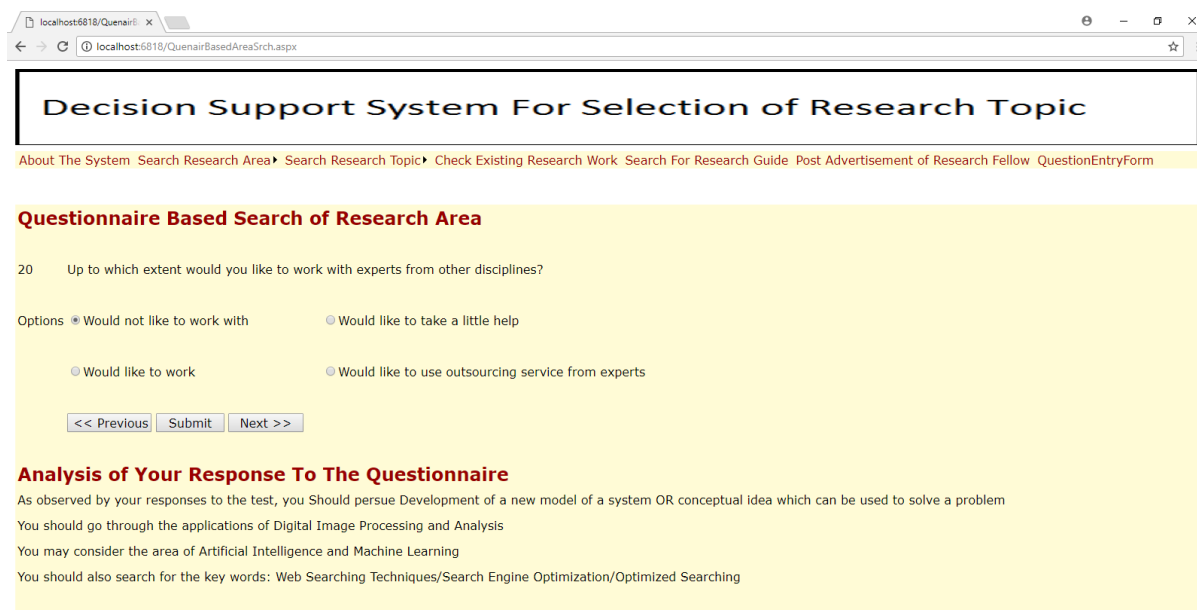 localhost:6818/QuenairB
localhost:6818/QuenairBasedAreaSrch.aspx
Decision Support System For Selection of Research Topic
About The System Search Research Area Search Research Topic Check Existing Research Work Search For Research Guide Post Advertisement of Research Fellow QuestionEntryForm
Questionnaire Based Search of Research Area
20 Up to which extent would you like to work with experts from other disciplines?
Options Would not like to work with Would like to take a little help
Would like to work Would like to use outsourcing service from experts
<< Previous Submit Next >>
Analysis of Your Response To The Questionnaire
As observed by your responses to the test, you Should persue Development of a new model of a system OR conceptual idea which can be used to solve a problem
You should go through the applications of Digital Image Processing and Analysis
You may consider the area of Artificial Intelligence and Machine Learning
You should also search for the key words: Web Searching Techniques/Search Engine Optimization/Optimized Searching